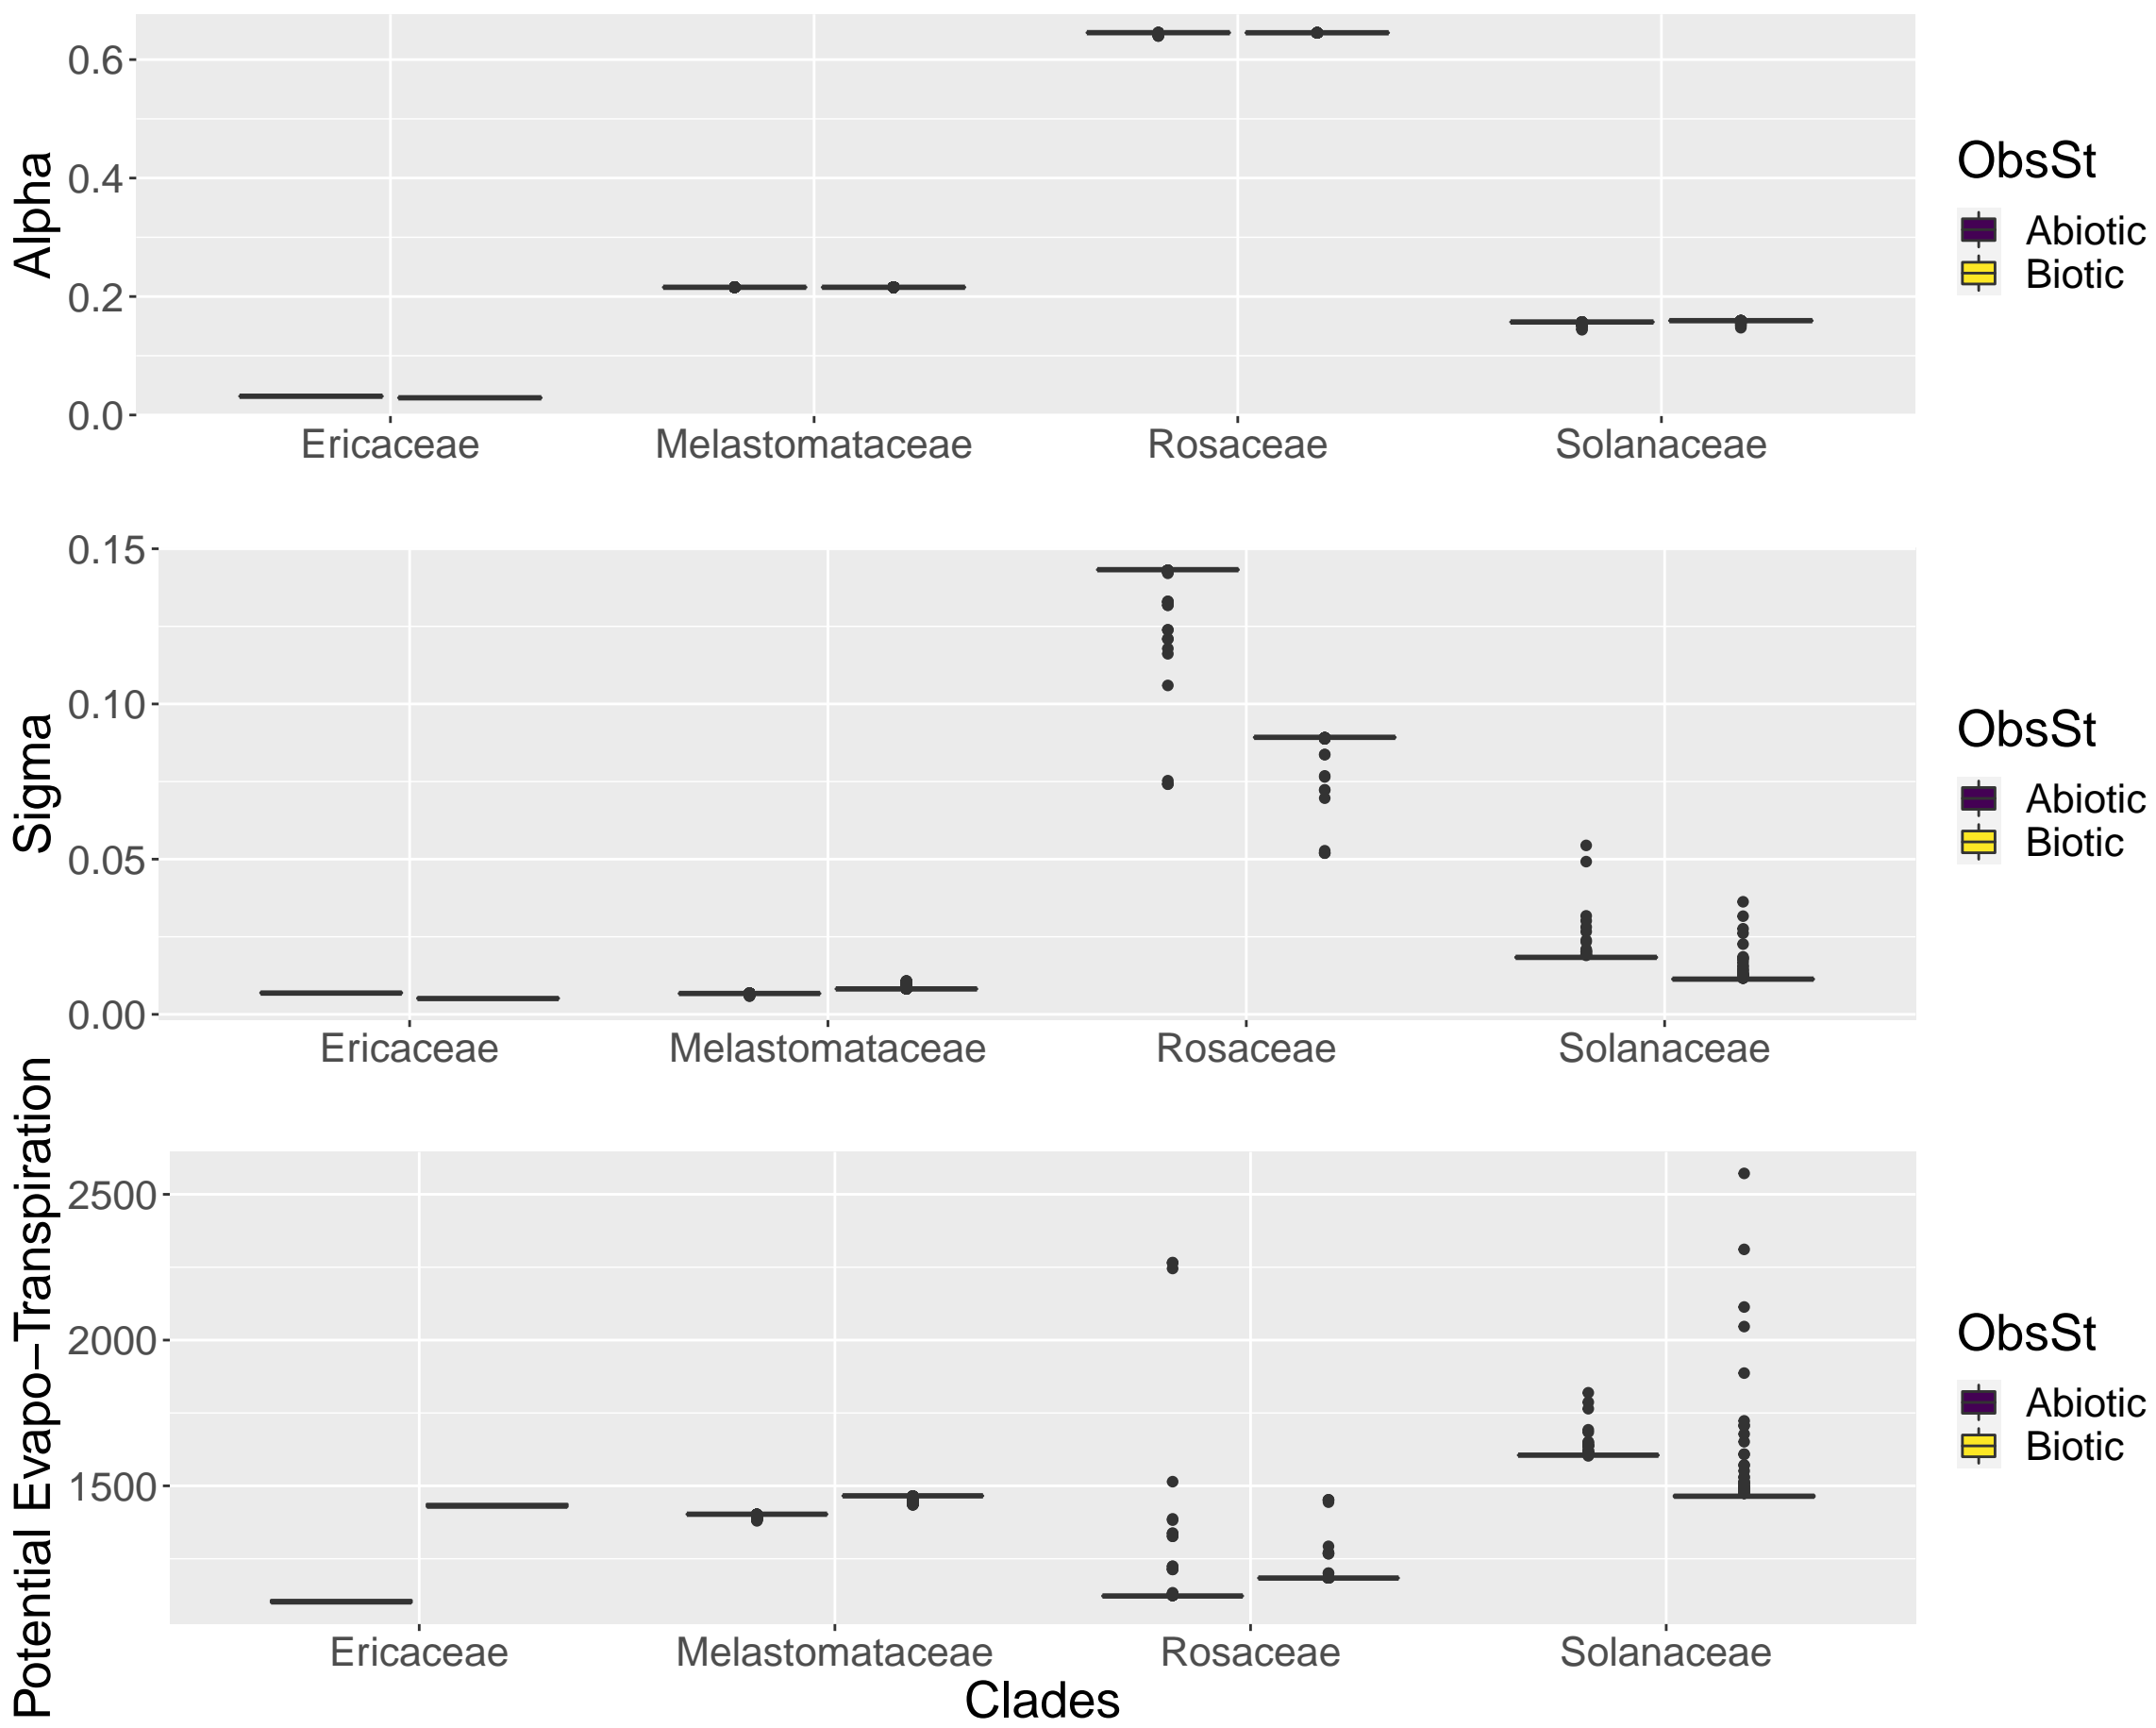 Alpha
0.6
0.4
0.2
0.0
Ericaceae Melastomataceae Rosaceae Solanaceae
ObsSt
Abiotic
Biotic
Sigma
0.15
0.10
0.05
0.00
Ericaceae Melastomataceae Rosaceae Solanaceae
ObsSt
Abiotic
Biotic
Potential Evapo−Transpiration
2500
2000
1500
Ericaceae Melastomataceae Rosaceae Solanaceae
Clades
ObsSt
Abiotic
Biotic